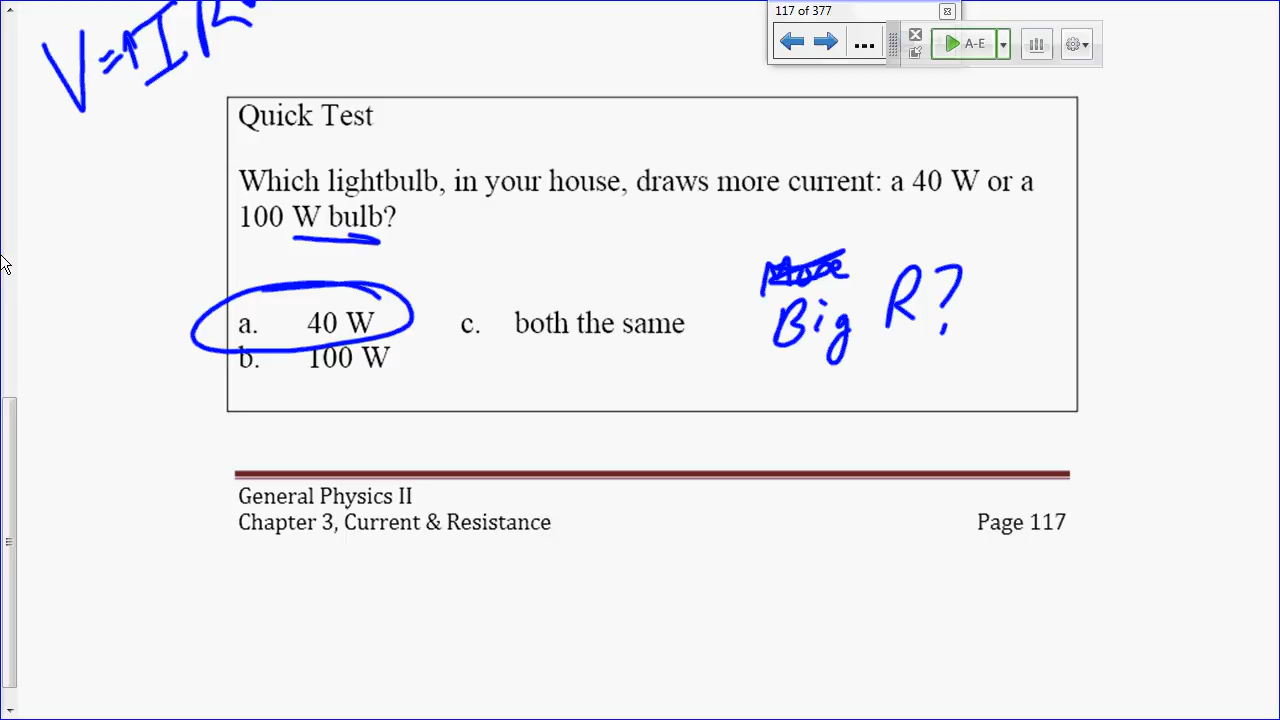 117 of 377
A-E
V = ↑ I R
Quick Test
Which lightbulb, in your house, draws more current: a 40 W or a
100 W bulb?
a. 40 W c. both the same
b. 100 W
Big R?
General Physics II
Chapter 3, Current & Resistance Page 117